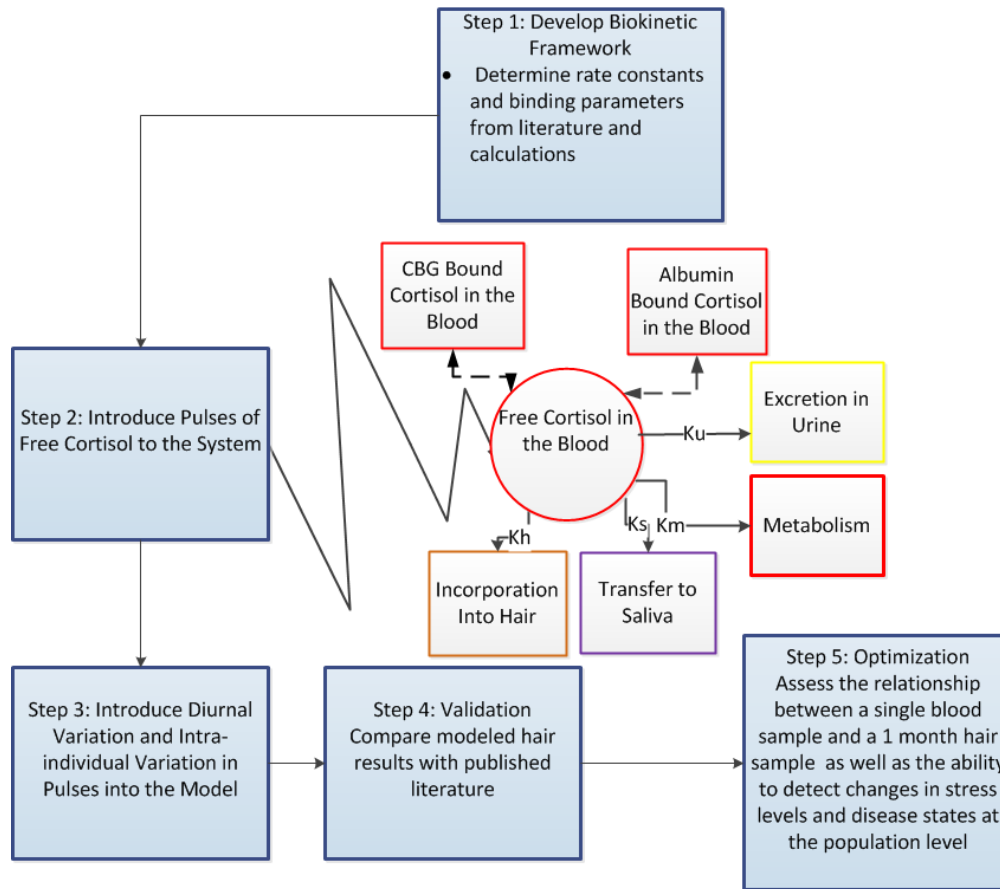 Step 1: Develop Biokinetic
Framework
• Determine rate constants
and binding parameters
from literature and
calculations
CBG Bound
Cortisol in the
Blood
Albumin
Bound Cortisol
in the Blood
Step 2: Introduce Pulses of
Free Cortisol to the System
Free Cortisol in
the Blood
Ku
Excretion in
Urine
Ks
Km
Metabolism
Kh
Incorporation
Into Hair
Transfer to
Saliva
Step 3: Introduce Diurnal
Variation and Intra-
individual Variation in
Pulses into the Model
Step 4: Validation
Compare modeled hair
results with published
literature
Step 5: Optimization
Assess the relationship
between a single blood
sample and a 1 month hair
sample as well as the ability
to detect changes in stress
levels and disease states at
the population level